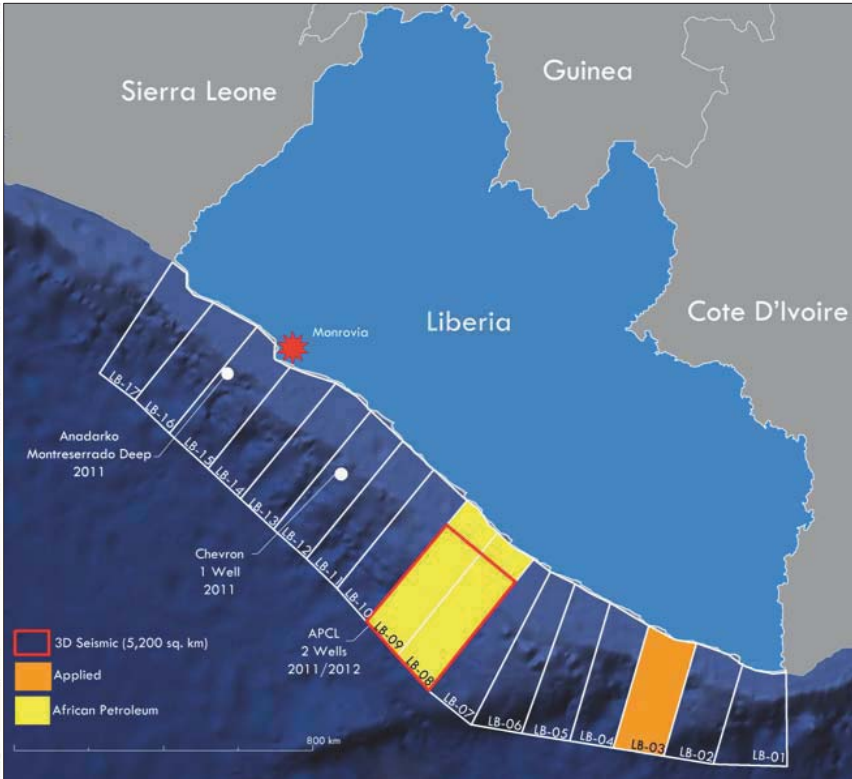 Guinea
Sierra Leone
Cote D'Ivoire
Liberia
Monrovia
LB-17
LB-16
LB-15
LB-14
LB-13
LB-12
LB-11
LB-10
LB-09
LB-08
LB-07
LB-06
LB-05
LB-04
LB-03
LB-02
LB-01
Anadarko
Montreserrado Deep
2011
Chevron
1 Well
2011
APCL
2 Wells
2011/2012
3D Seismic (5,200 sq. km)
Applied
African Petroleum
800 km